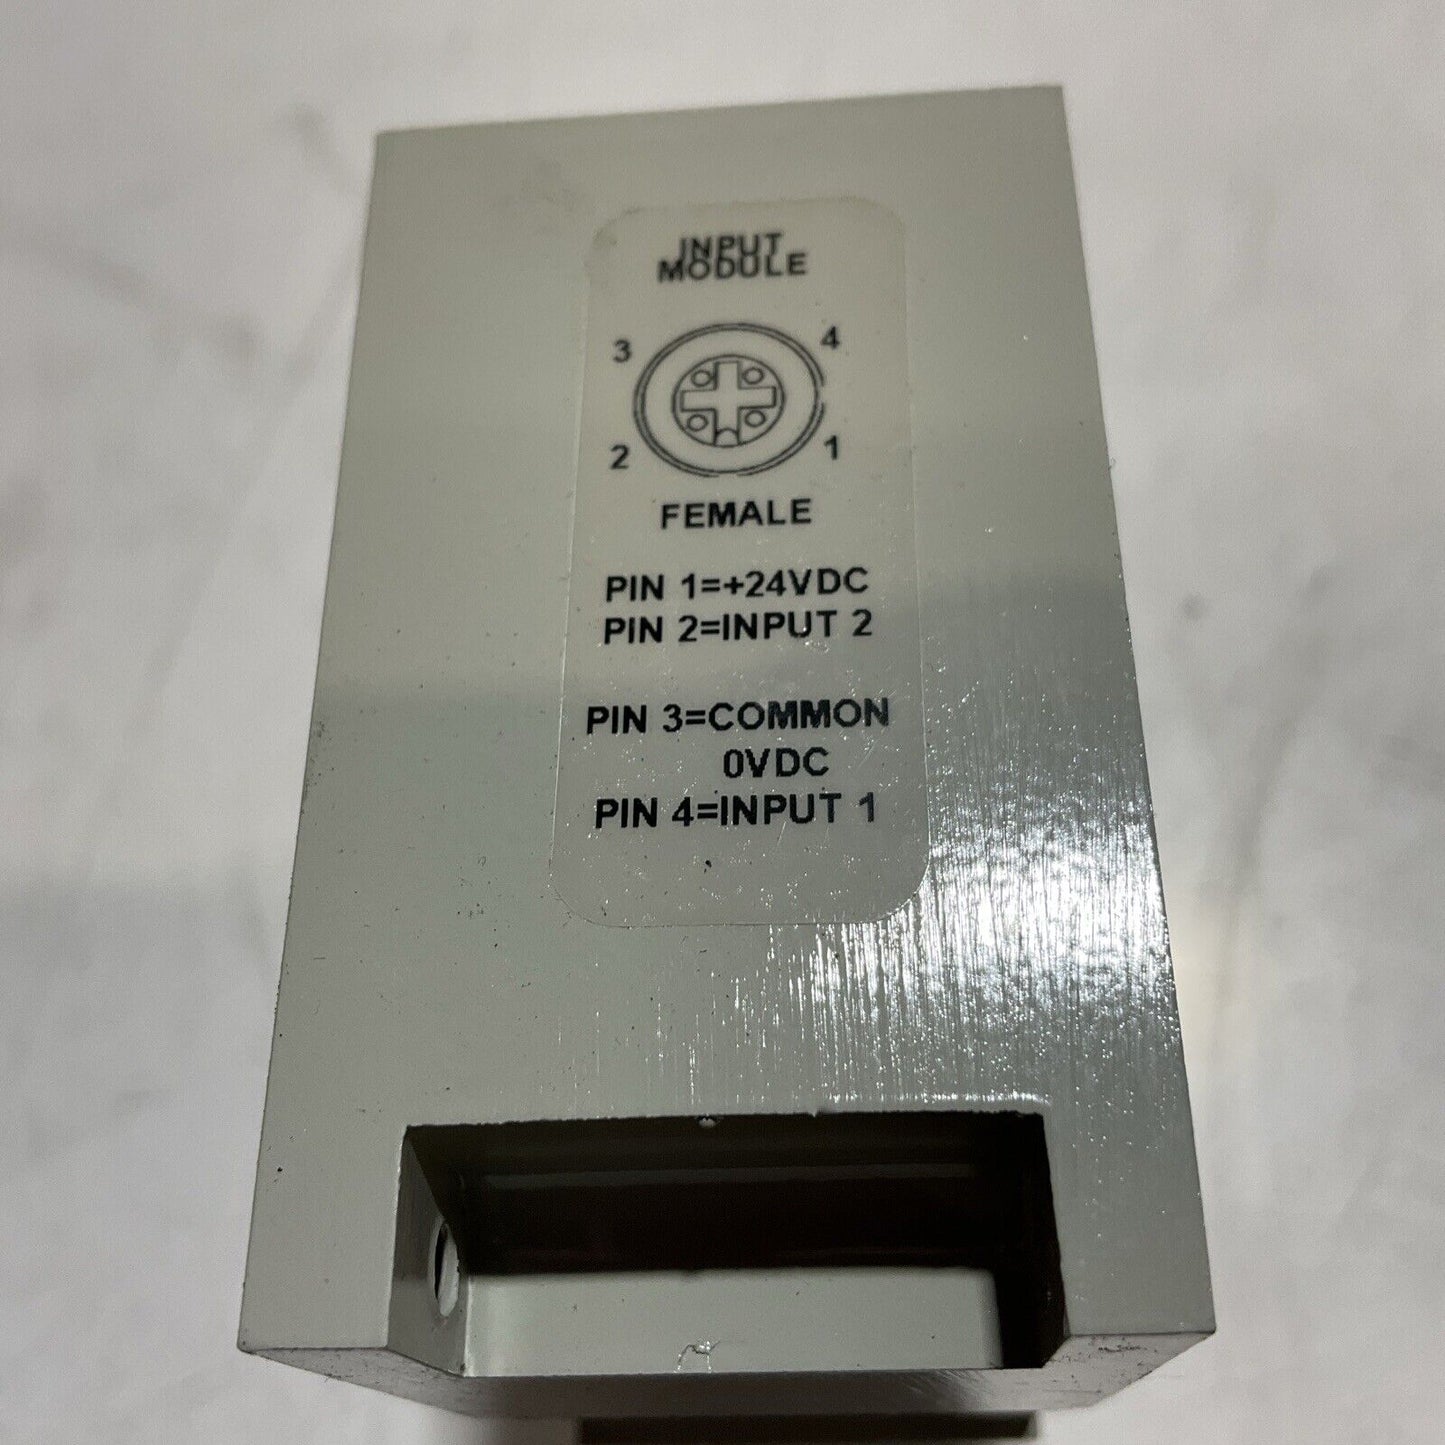 INPUT
MODULE
3 4
2 1
FEMALE
PIN 1=+24VDC
PIN 2=INPUT 2
PIN 3=COMMON
0VDC
PIN 4=INPUT 1